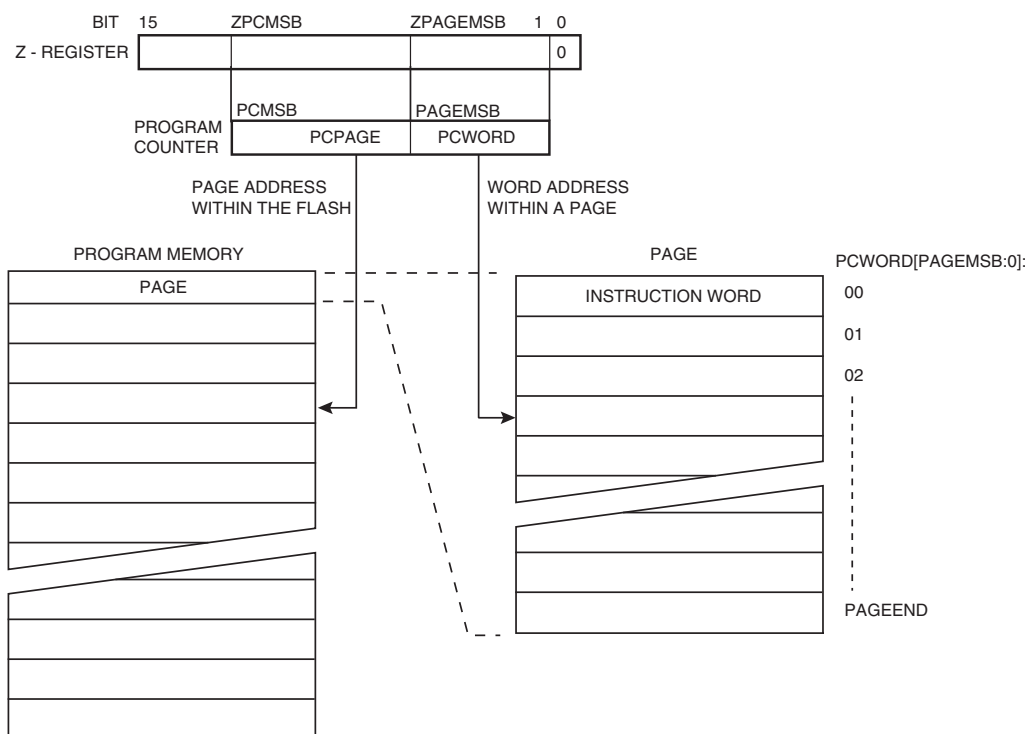 BIT 15 ZPCMSB ZPAGEMSB 1 0
Z - REGISTER 0
PCMSB PAGEMSB
PROGRAM
COUNTER
PCPAGE PCWORD
PAGE ADDRESS
WITHIN THE FLASH
WORD ADDRESS
WITHIN A PAGE
PROGRAM MEMORY
PAGE
PAGE
INSTRUCTION WORD
PCWORD[PAGEMSB:0]:
00
01
02
PAGEEND